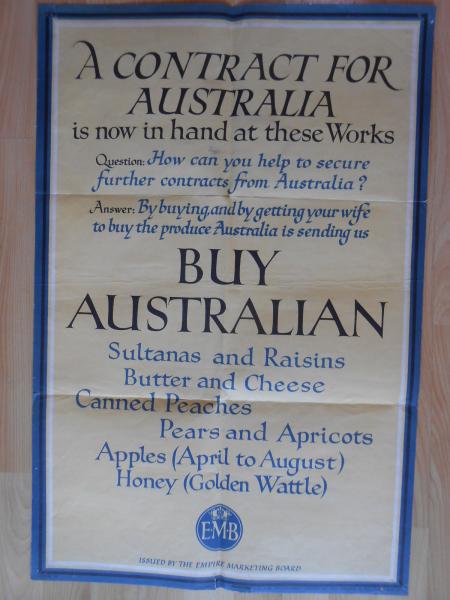 A CONTRACT FOR
AUSTRALIA
is now in hand at these Works
Question: How can you help to secure
further contracts from Australia?
Answer: By buying, and by getting your wife
to buy the produce Australia is sending us
BUY
AUSTRALIAN
Sultanas and Raisins
Butter and Cheese
Canned Peaches
Pears and Apricots
Apples (April to August)
Honey (Golden Wattle)
E·M·B
ISSUED BY THE EMPIRE MARKETING BOARD